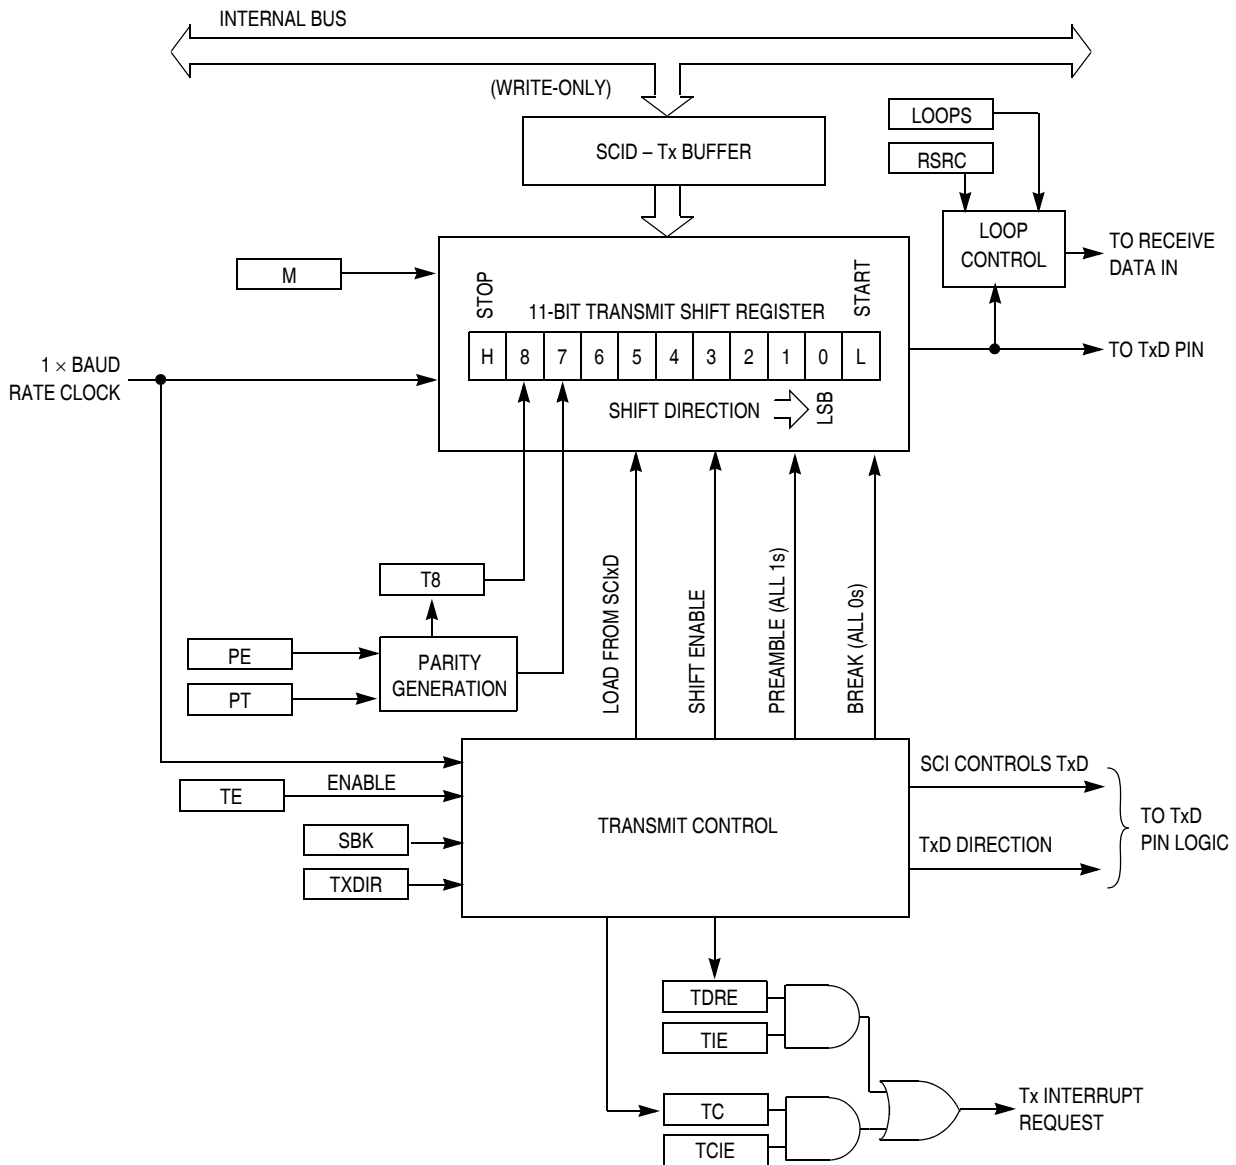 INTERNAL BUS
(WRITE-ONLY)
SCID – Tx BUFFER
LOOPS
RSRC
LOOP
CONTROL
TO RECEIVE
DATA IN
M
STOP
11-BIT TRANSMIT SHIFT REGISTER
START
H 8 7 6 5 4 3 2 1 0 L
TO TxD PIN
1 × BAUD
RATE CLOCK
SHIFT DIRECTION
LSB
T8
PE
PT
PARITY
GENERATION
LOAD FROM SCIxD
SHIFT ENABLE
PREAMBLE (ALL 1s)
BREAK (ALL 0s)
TE
ENABLE
SBK
TXDIR
TRANSMIT CONTROL
SCI CONTROLS TxD
TxD DIRECTION
TO TxD
PIN LOGIC
TDRE
TIE
TC
TCIE
Tx INTERRUPT
REQUEST